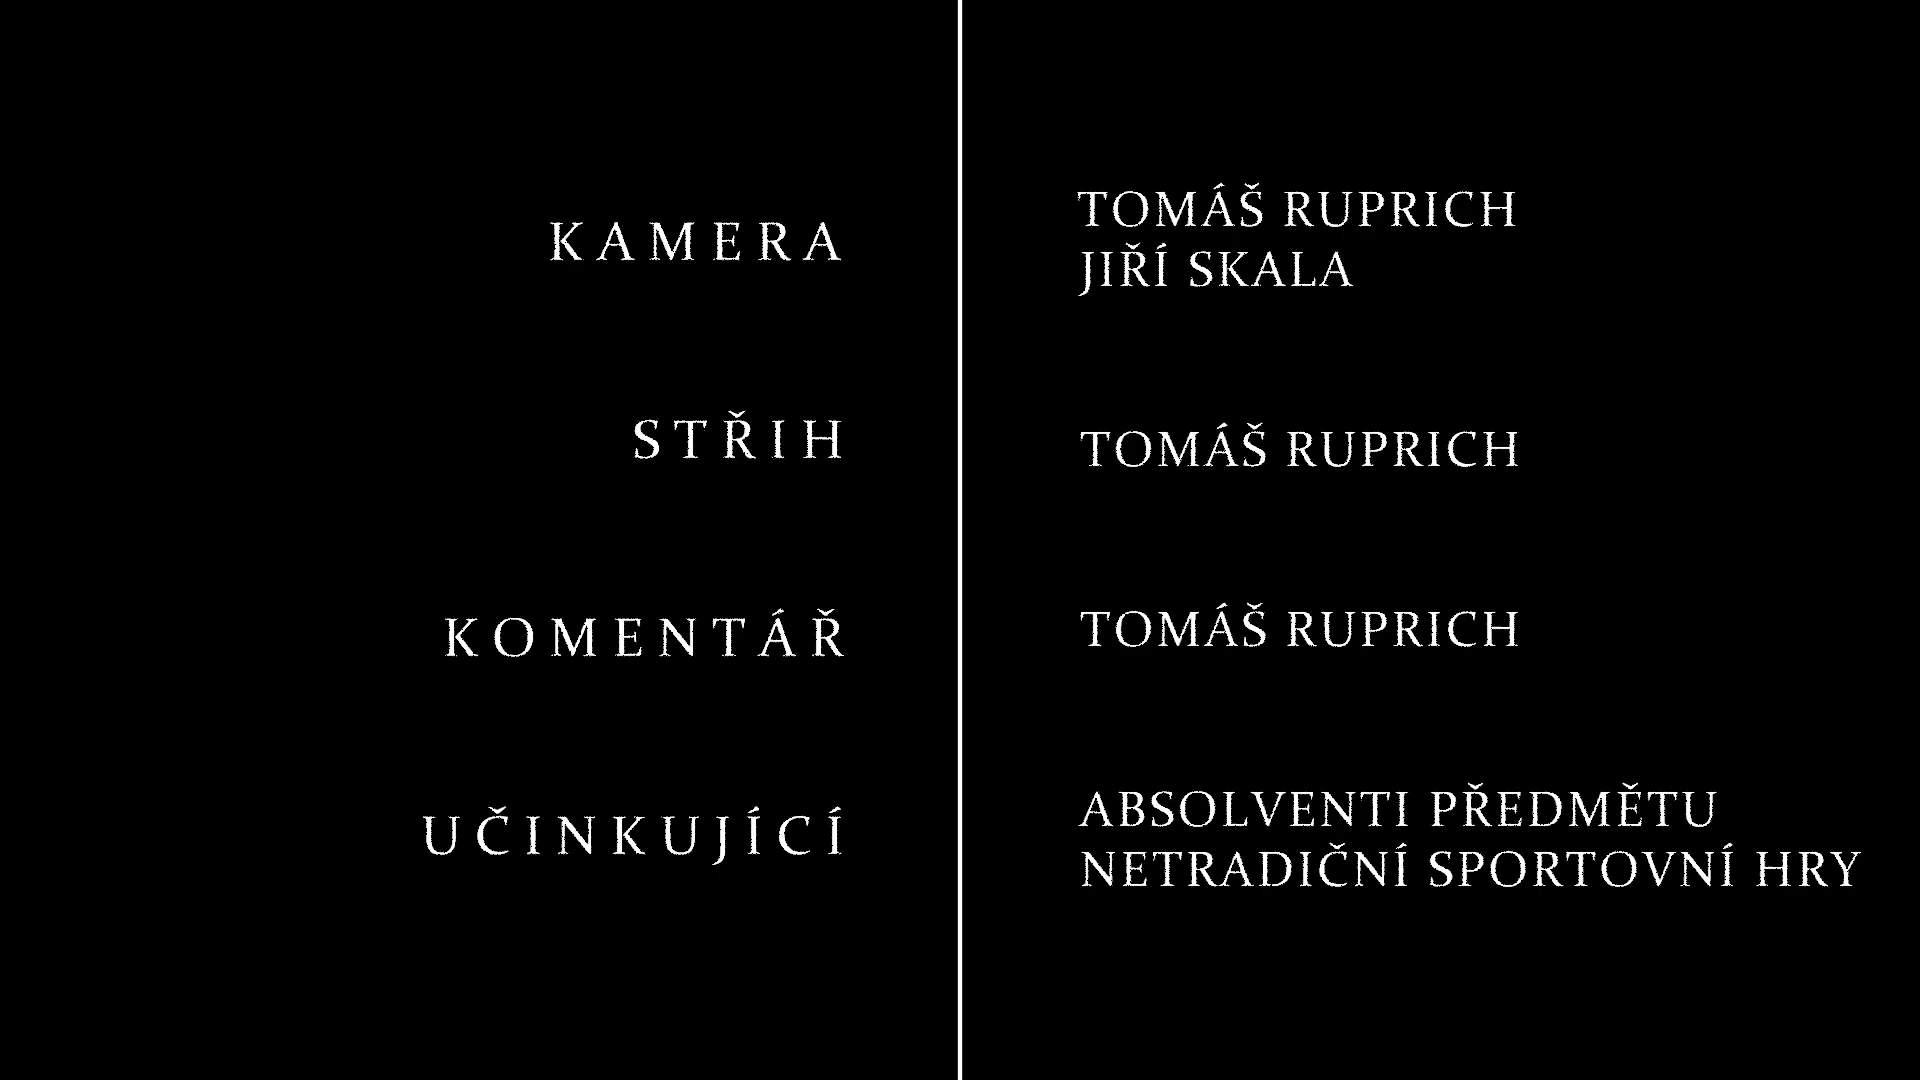 KAMERA
TOMÁŠ RUPRICH
JIŘÍ SKALA
STŘIH
TOMÁŠ RUPRICH
KOMENTÁŘ
TOMÁŠ RUPRICH
UČINKUJÍCÍ
ABSOLVENTI PŘEDMĚTU
NETRADIČNÍ SPORTOVNÍ HRY